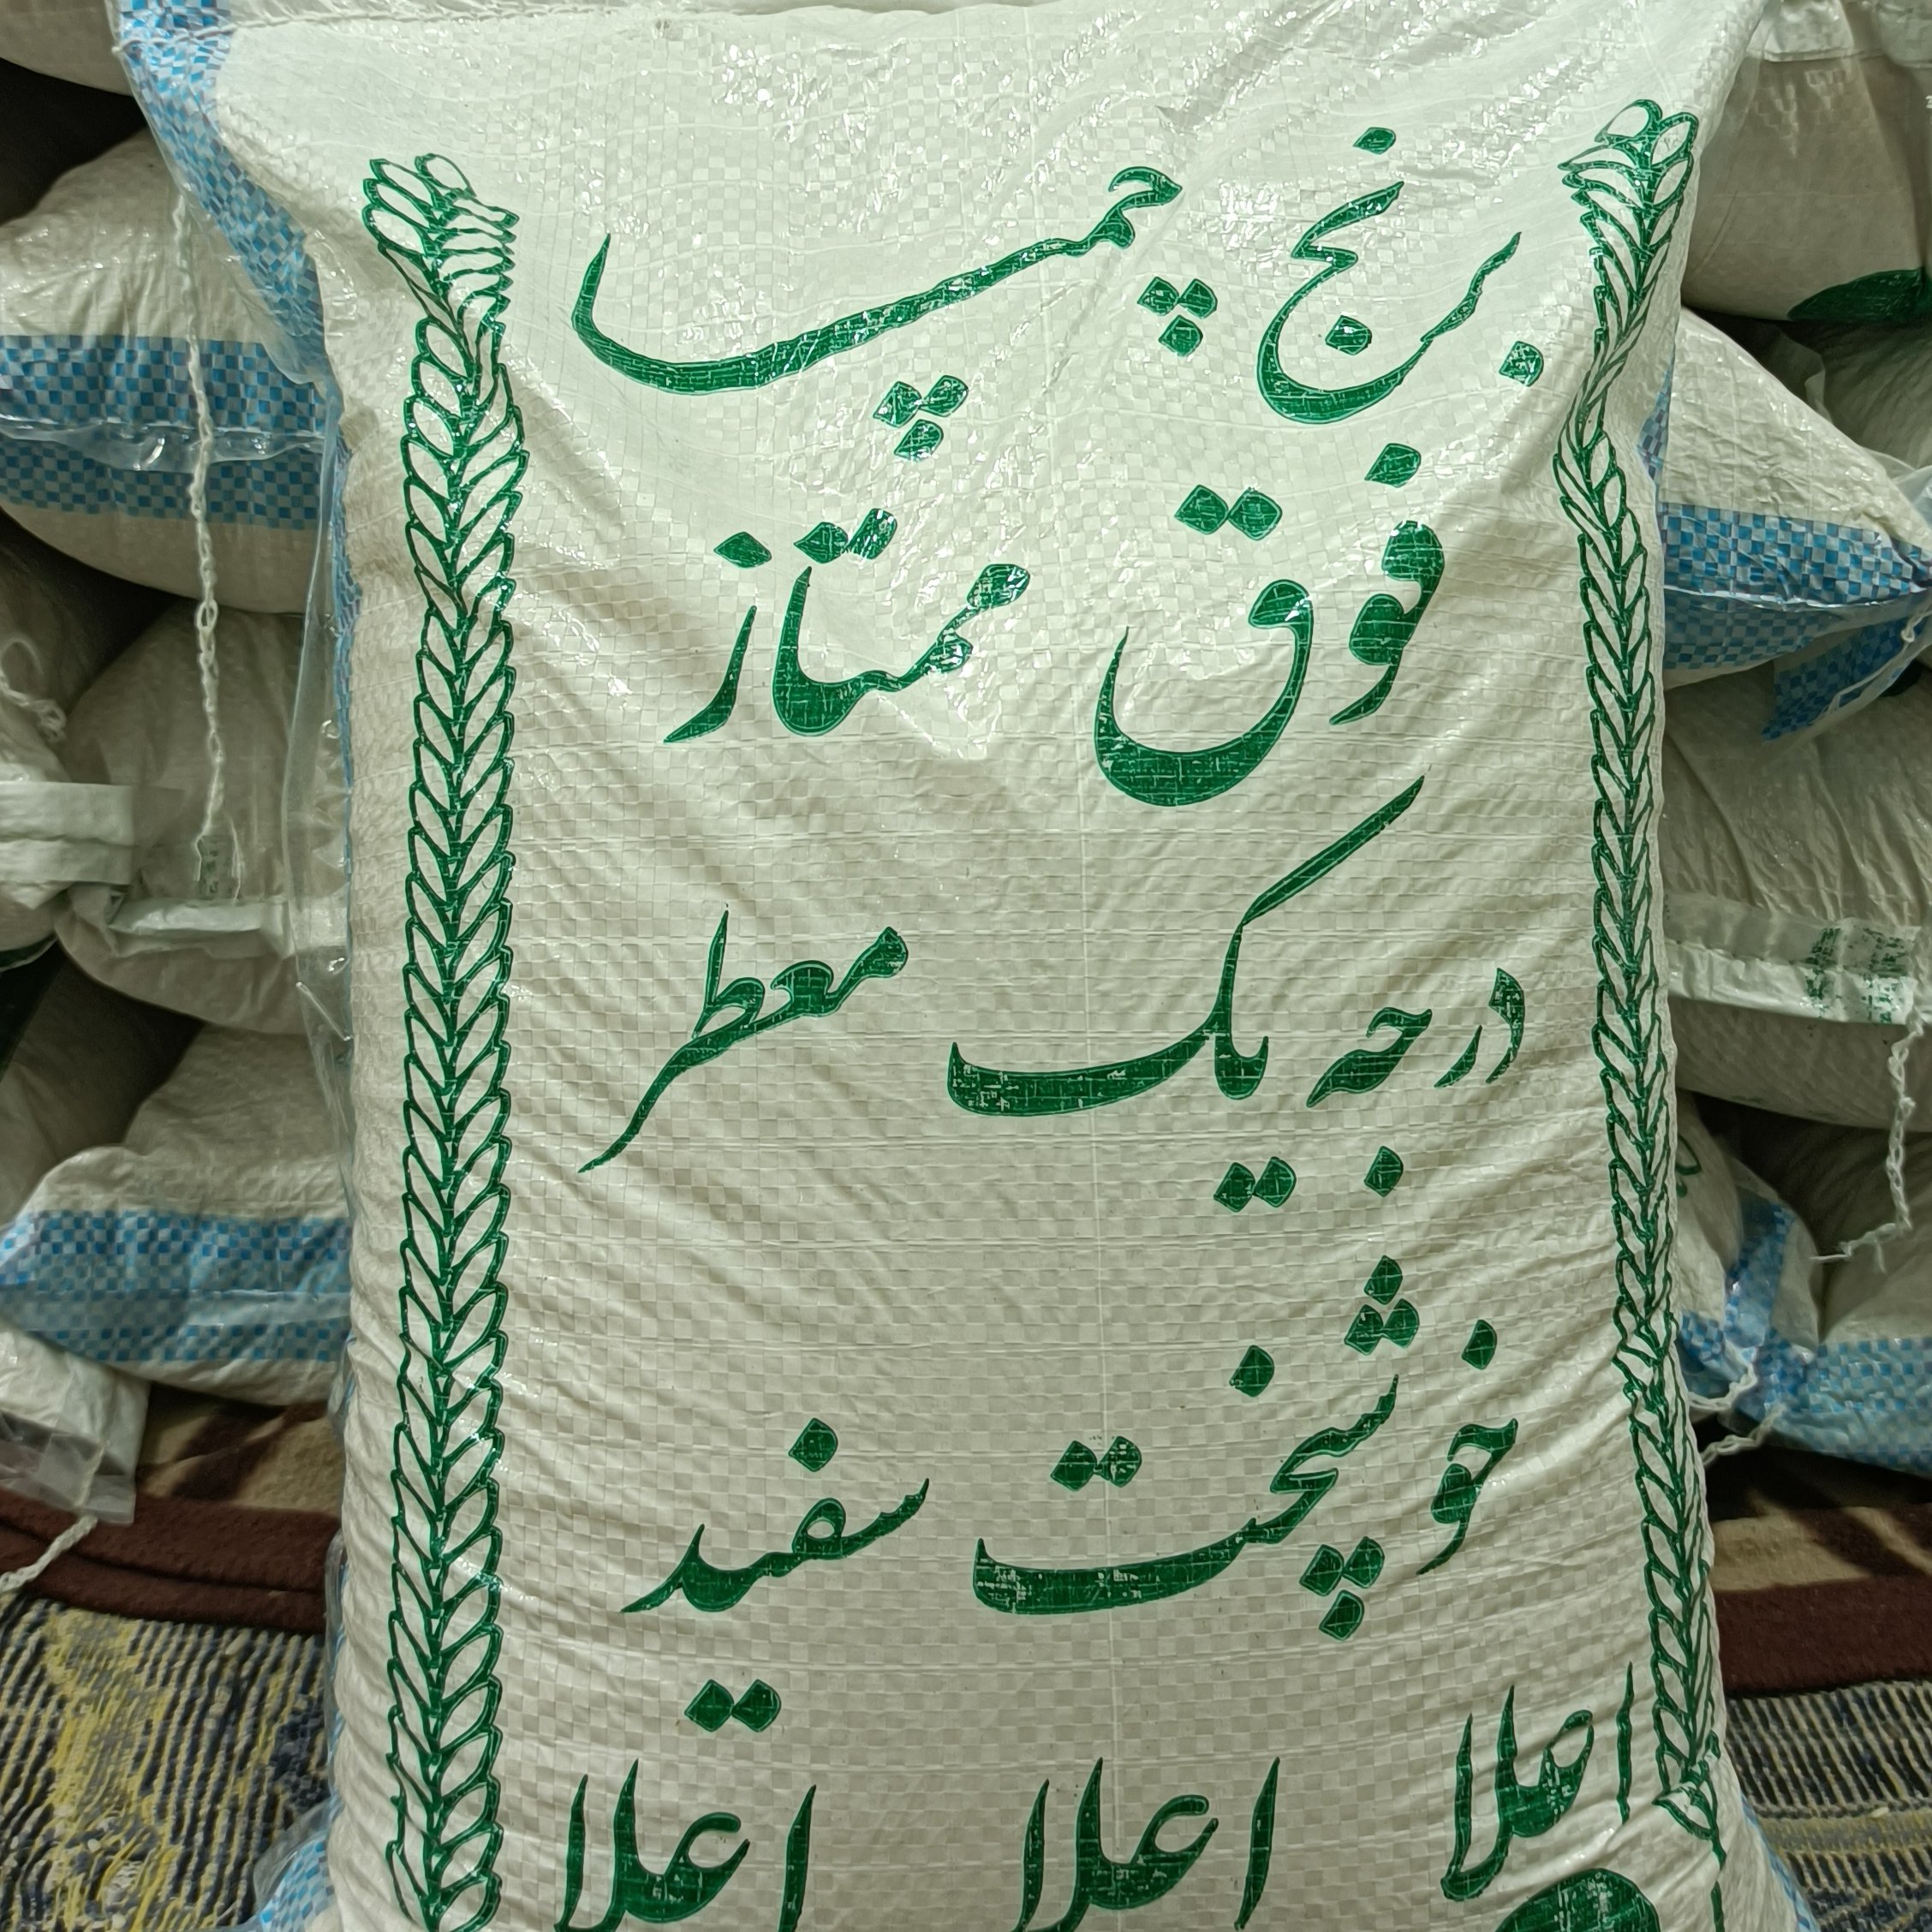 برنج چمپا
فوق ممتاز
درجه یک معطر
خوشپخت سفید
اعلا اعلا اعلا